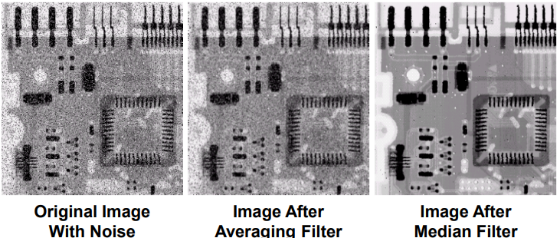 Original Image
With Noise
Image After
Averaging Filter
Image After
Median Filter